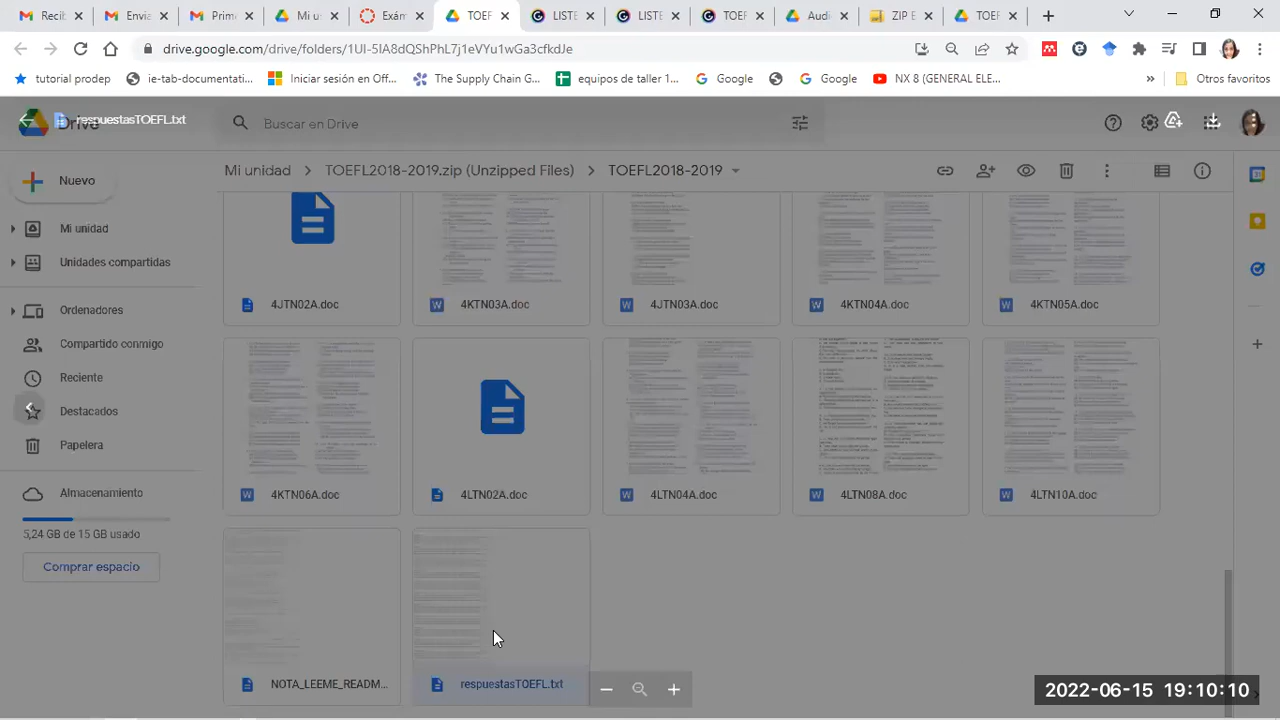 Recib
Envia
Prim
Mi u
Exám
TOEF
LISTE
LISTE
TOEF
Audi
ZIP E
TOEF
drive.google.com/drive/folders/1UI-5IA8dQShPhL7j1eVYu1wGa3cfkdJe
tutorial prodep
ie-tab-documentati...
Iniciar sesión en Off...
The Supply Chain G...
equipos de taller 1...
Google
Google
NX 8 (GENERAL ELE...
»
Otros favoritos
Drive
respuestasTOEFL.txt
Buscar en Drive
Nuevo
Mi unidad > TOEFL2018-2019.zip (Unzipped Files) > TOEFL2018-2019
Mi unidad
Unidades compartidas
Ordenadores
Compartido conmigo
Reciente
Destacados
Papelera
Almacenamiento
5,24 GB de 15 GB usado
Comprar espacio
4JTN02A.doc
4KTN03A.doc
4JTN03A.doc
4KTN04A.doc
4KTN05A.doc
4KTN06A.doc
4LTN02A.doc
4LTN04A.doc
4LTN08A.doc
4LTN10A.doc
NOTA_LEEME_READM...
respuestasTOEFL.txt
2022-06-15 19:10:10